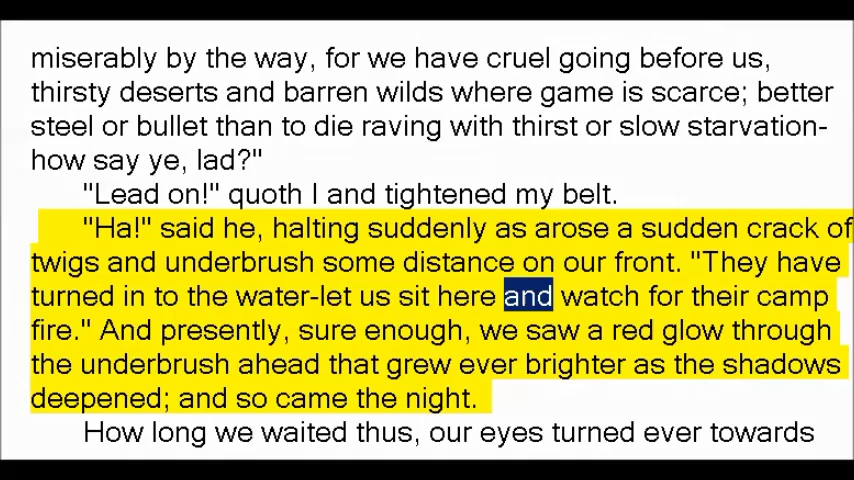 miserably by the way, for we have cruel going before us,
thirsty deserts and barren wilds where game is scarce; better
steel or bullet than to die raving with thirst or slow starvation-
how say ye, lad?"
"Lead on!" quoth I and tightened my belt.
"Ha!" said he, halting suddenly as arose a sudden crack of
twigs and underbrush some distance on our front. "They have
turned in to the water-let us sit here and watch for their camp
fire." And presently, sure enough, we saw a red glow through
the underbrush ahead that grew ever brighter as the shadows
deepened; and so came the night.
How long we waited thus, our eyes turned ever towards